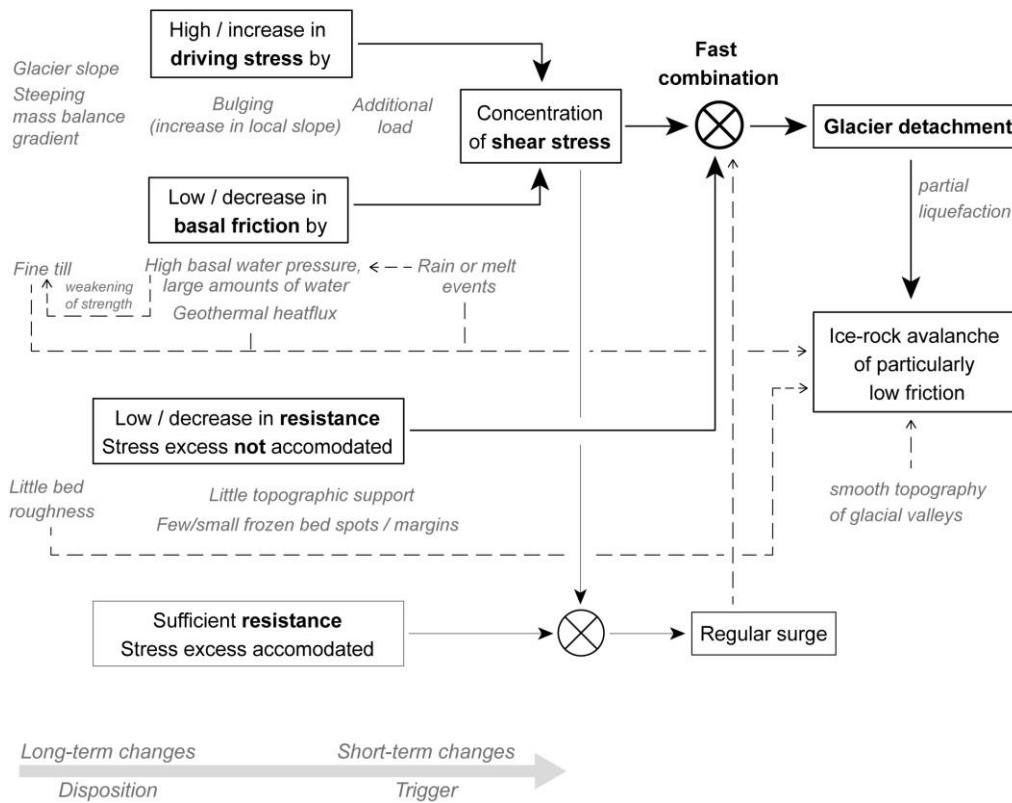 High / increase in
driving stress by
Fast
combination
Glacier slope
Steeping
mass balance
gradient
Bulging
(increase in local slope)
Additional
load
Concentration
of shear stress
Glacier detachment
Low / decrease in
basal friction by
partial
liquefaction
Fine till
weakening
of strength
High basal water pressure,
large amounts of water
Rain or melt
events
Geothermal heatflux
Ice-rock avalanche
of particularly
low friction
Low / decrease in resistance
Stress excess not accomodated
Little bed
roughness
Little topographic support
Few/small frozen bed spots / margins
smooth topography
of glacial valleys
Sufficient resistance
Stress excess accomodated
Regular surge
Long-term changes
Short-term changes
Disposition
Trigger